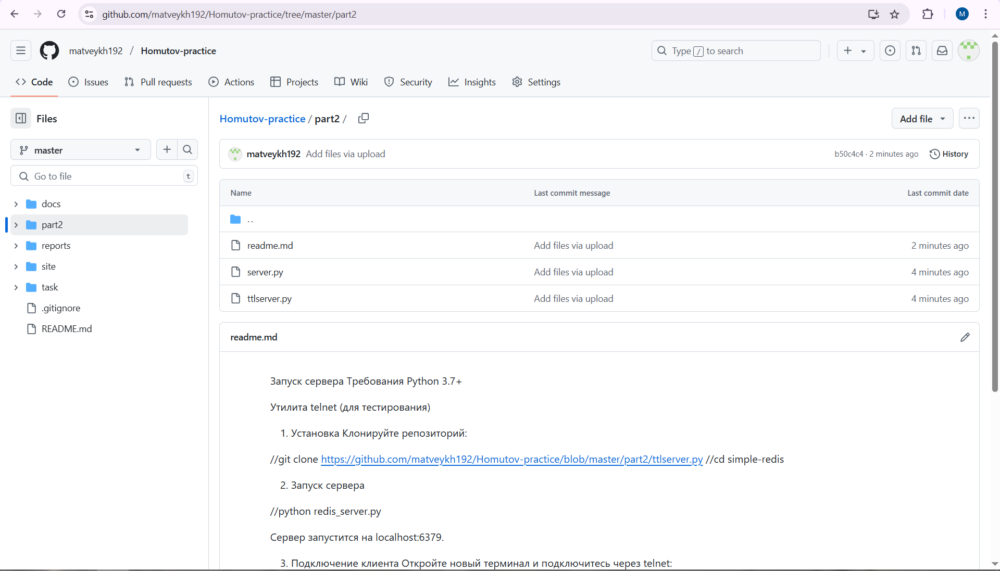 github.com/matveykh192/Homutov-practice/tree/master/part2
M
matveykh192 / Homutov-practice
Type / to search
Code Issues Pull requests Actions Projects Wiki Security Insights Settings
Files
master
Go to file t
docs
part2
reports
site
task
.gitignore
README.md
Homutov-practice / part2 /
Add file
matveykh192 Add files via upload
b50c4c4 · 2 minutes ago History
Name Last commit message Last commit date
..
readme.md Add files via upload 2 minutes ago
server.py Add files via upload 4 minutes ago
ttlserver.py Add files via upload 4 minutes ago
readme.md
Запуск сервера Требования Python 3.7+
Утилита telnet (для тестирования)
1. Установка Клонируйте репозиторий:
//git clone https://github.com/matveykh192/Homutov-practice/blob/master/part2/ttlserver.py //cd simple-redis
2. Запуск сервера
//python redis_server.py
Сервер запустится на localhost:6379.
3. Подключение клиента Откройте новый терминал и подключитесь через telnet: